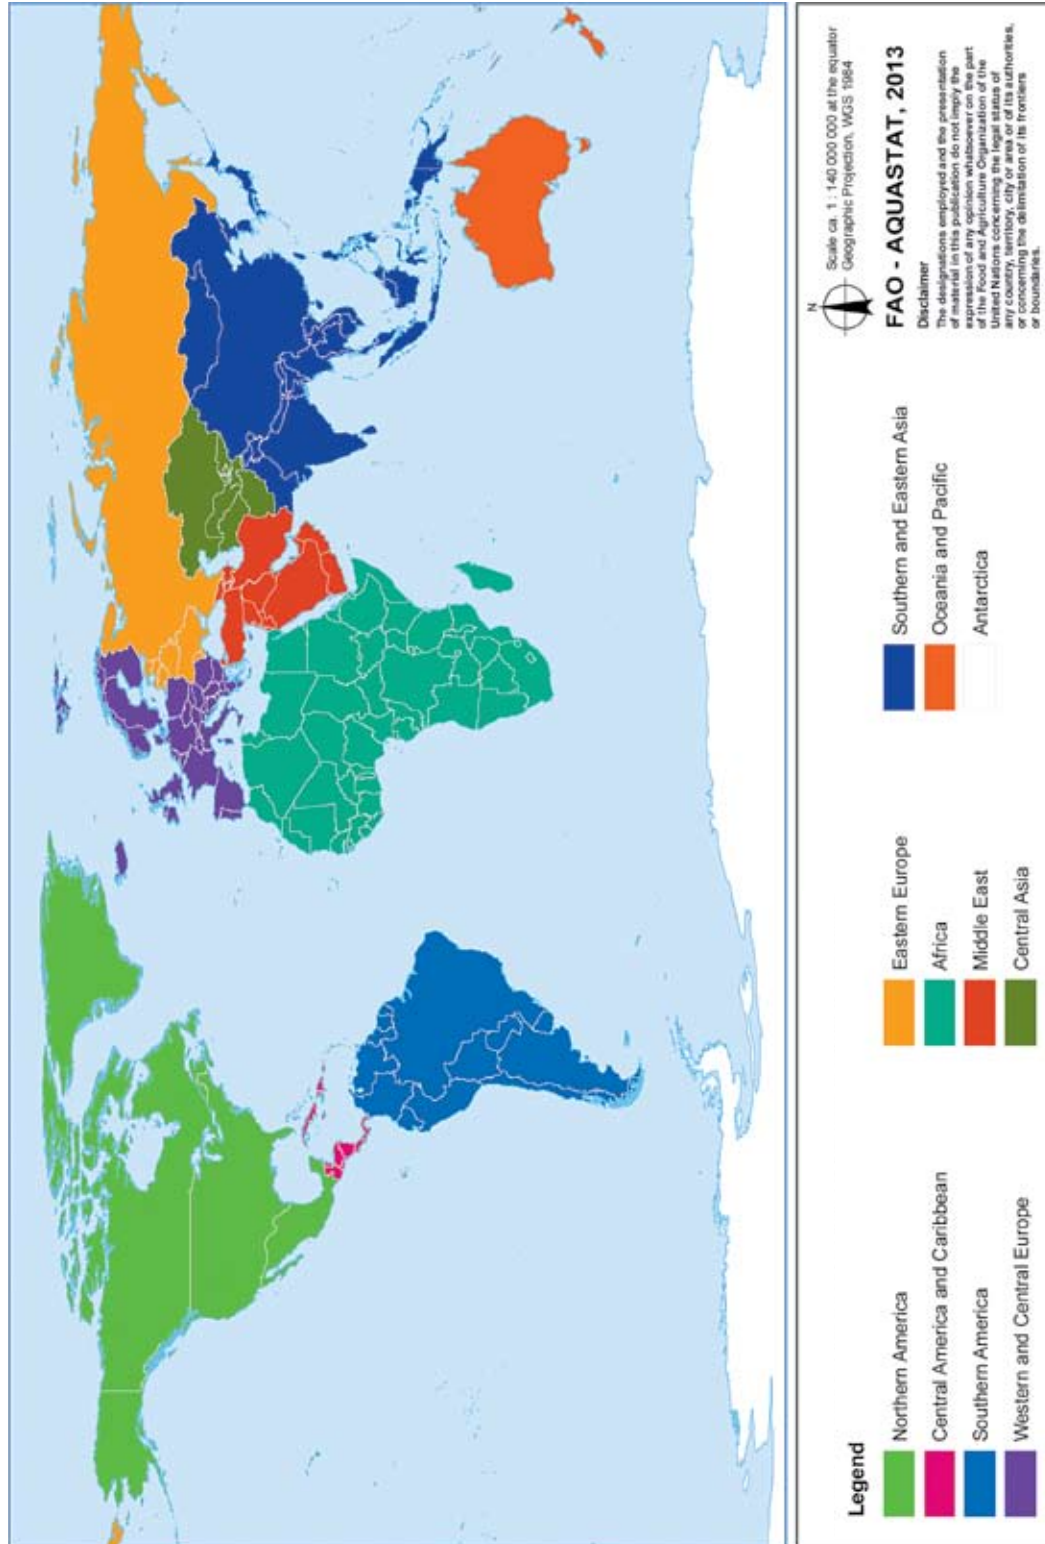 Legend
Northern America
Central America and Caribbean
Southern America
Western and Central Europe
Eastern Europe
Africa
Middle East
Central Asia
Southern and Eastern Asia
Oceania and Pacific
Antarctica
N
Scale ca. 1 : 140 000 000 at the equator
Geographic Projection, WGS 1984
FAO - AQUASTAT, 2013
Disclaimer
The designations employed and the presentation
of material in this publication do not imply the
expression of any opinion whatsoever on the part
of the Food and Agriculture Organization of the
United Nations concerning the legal status of
any country, territory, city or area or of its authorities,
or concerning the delimitation of its frontiers
or boundaries.